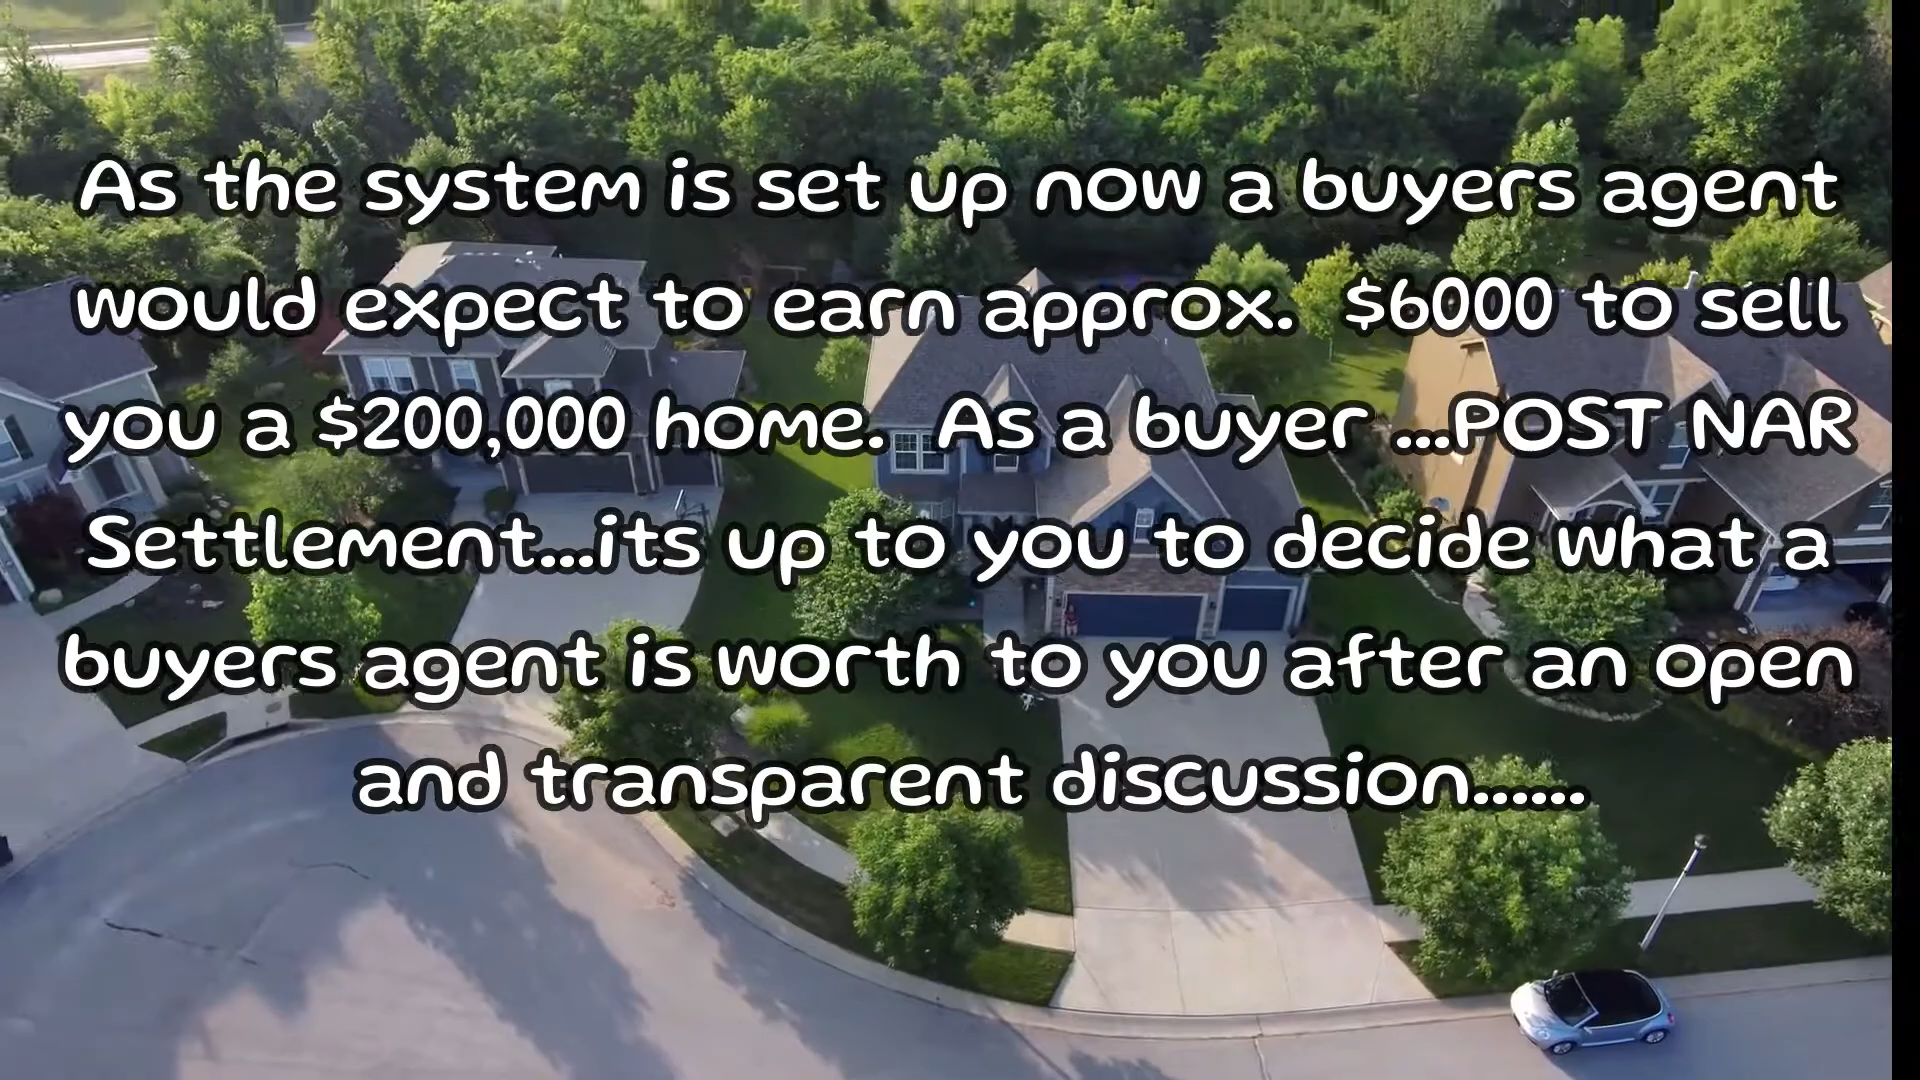 As the system is set up now a buyers agent
would expect to earn approx.  $6000 to sell
you a $200,000 home.  As a buyer ...POST NAR
Settlement...its up to you to decide what a
buyers agent is worth to you after an open
and transparent discussion......